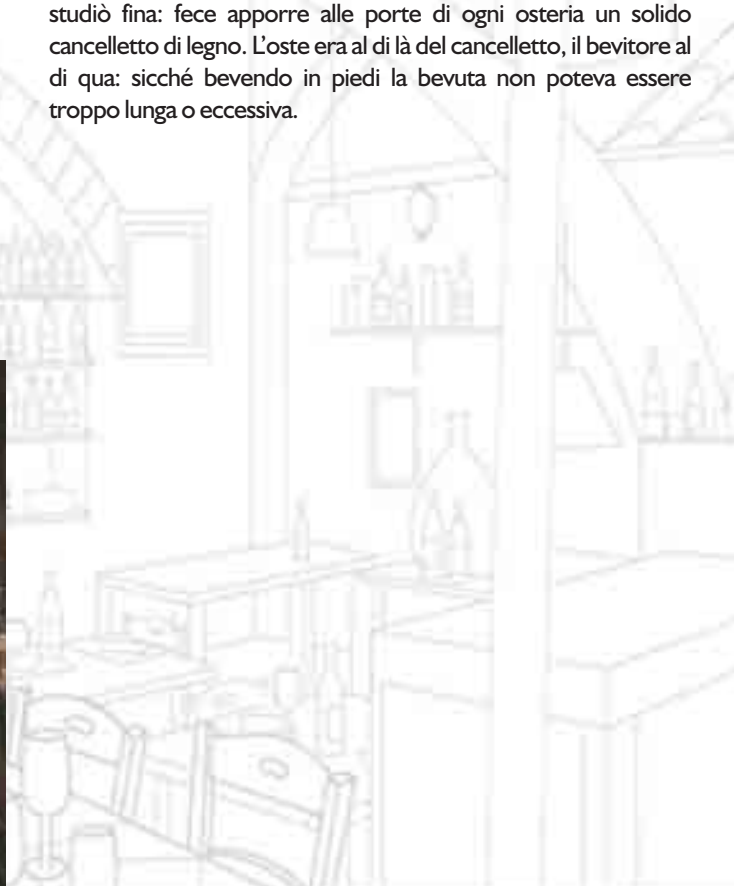 studiò fina: fece apporre alle porte di ogni osteria un solido
cancelletto di legno. L’oste era al di là del cancelletto, il bevitore al
di qua: sicché bevendo in piedi la bevuta non poteva essere
troppo lunga o eccessiva.